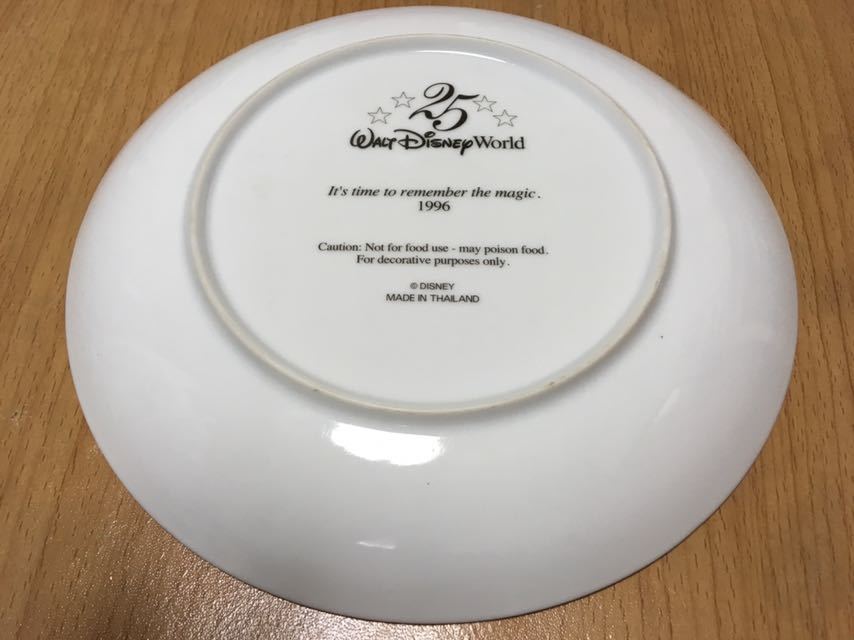 25
WALT DISNEY World
It's time to remember the magic.
1996
Caution: Not for food use - may poison food.
For decorative purposes only.
© DISNEY
MADE IN THAILAND